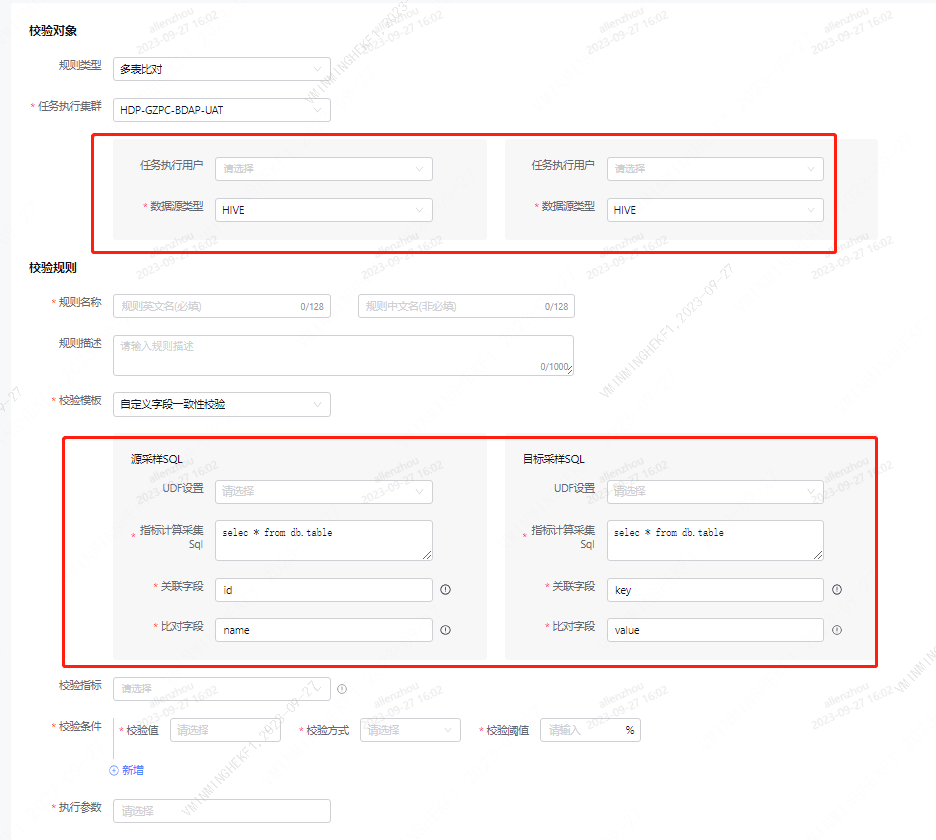 校验对象
规则类型 多表比对
* 任务执行集群 HDP-GZPC-BDAP-UAT
任务执行用户 请选择 任务执行用户 请选择
* 数据源类型 HIVE * 数据源类型 HIVE
校验规则
* 规则名称 规则英文名(必填) 0/128 规则中文名(非必填) 0/128
规则描述 请输入规则描述 0/1000
* 校验模板 自定义字段一致性校验
源采样SQL 目标采样SQL
UDF设置 请选择 UDF设置 请选择
* 指标计算采集Sql selec * from db.table * 指标计算采集Sql selec * from db.table
* 关联字段 id * 关联字段 key
* 比对字段 name * 比对字段 value
校验指标 请选择
* 校验条件 * 校验值 请选择 * 校验方式 请选择 * 校验阈值 请输入 %
新增
* 执行参数 请选择
allenzhou
2023-09-27 16:02
VMINMINGHEKF1,2023-09-27